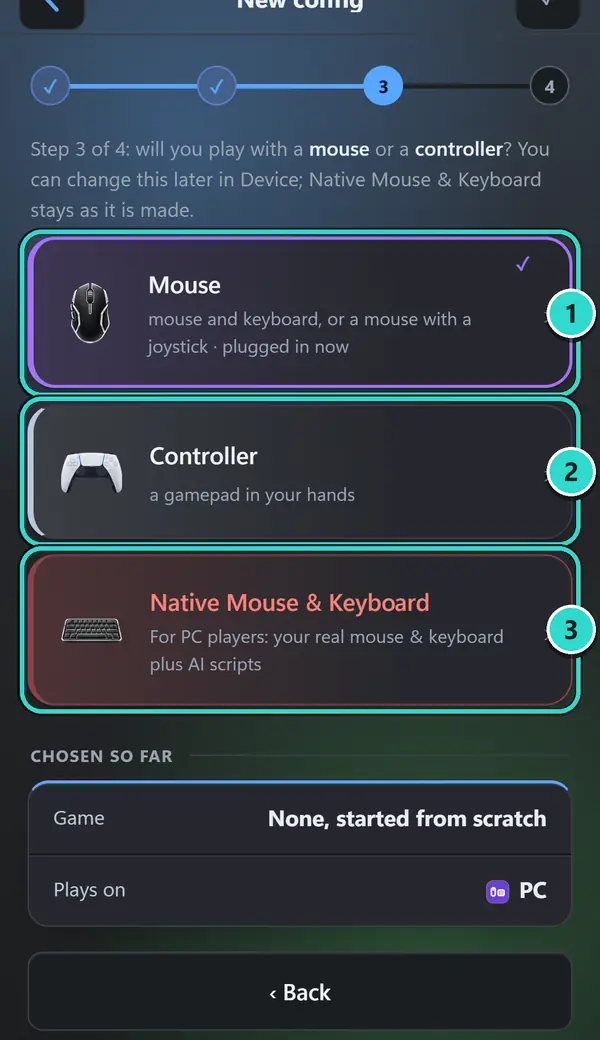 New config
3
4
Step 3 of 4: will you play with a mouse or a controller? You
can change this later in Device; Native Mouse & Keyboard
stays as it is made.
Mouse
mouse and keyboard, or a mouse with a
joystick · plugged in now
1
Controller
a gamepad in your hands
2
Native Mouse & Keyboard
For PC players: your real mouse & keyboard
plus AI scripts
3
CHOSEN SO FAR
Game
None, started from scratch
Plays on
PC
‹ Back